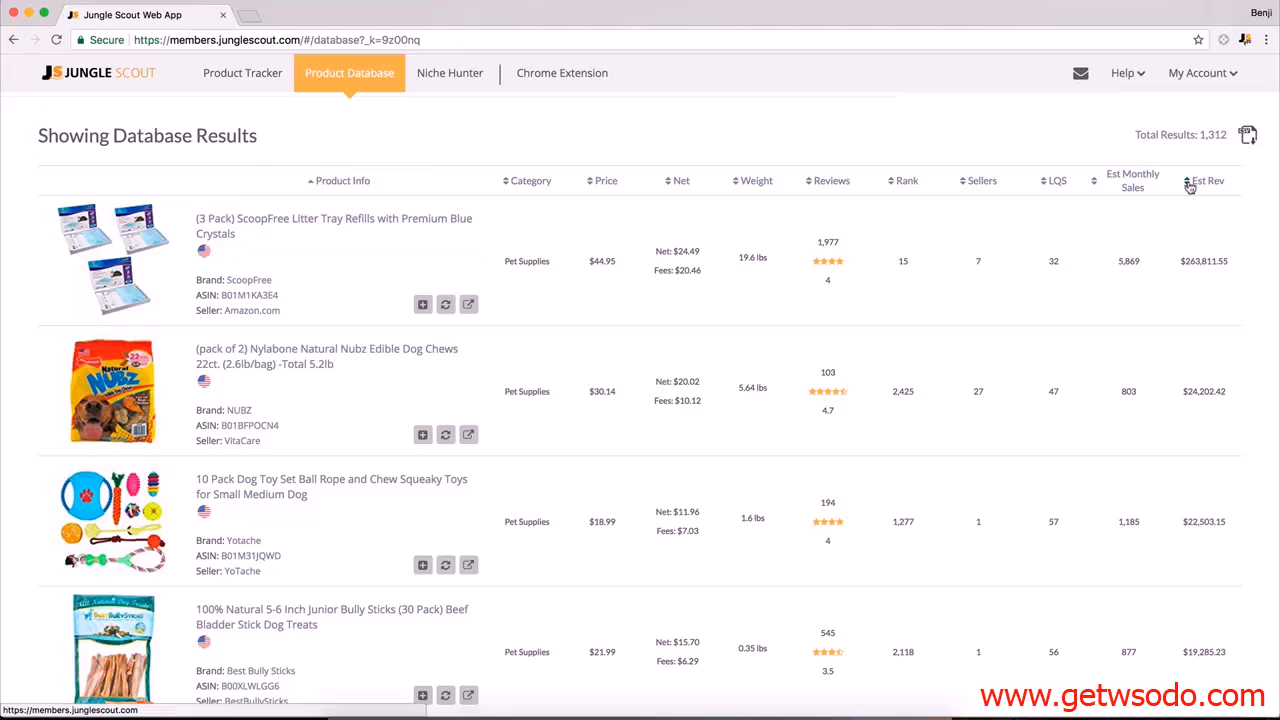 Jungle Scout Web App
Benji
Secure https://members.junglescout.com/#/database?_k=9z00nq
JS JUNGLE SCOUT Product Tracker Product Database Niche Hunter Chrome Extension Help My Account
Showing Database Results
Total Results: 1,312
CSV
Product Info Category Price Net Weight Reviews Rank Sellers LQS Est Monthly Sales Est Rev
(3 Pack) ScoopFree Litter Tray Refills with Premium Blue
Crystals
Brand: ScoopFree
ASIN: B01M1KA3E4
Seller: Amazon.com
Pet Supplies
$44.95
Net: $24.49
Fees: $20.46
19.6 lbs
1,977
4
15
7
32
5,869
$263,811.55
(pack of 2) Nylabone Natural Nubz Edible Dog Chews
22ct. (2.6lb/bag) -Total 5.2lb
Brand: NUBZ
ASIN: B01BFPOCN4
Seller: VitaCare
Natural
NUBZ
Pet Supplies
$30.14
Net: $20.02
Fees: $10.12
5.64 lbs
103
4.7
2,425
27
47
803
$24,202.42
10 Pack Dog Toy Set Ball Rope and Chew Squeaky Toys
for Small Medium Dog
Brand: Yotache
ASIN: B01M31JQWD
Seller: YoTache
Pet Supplies
$18.99
Net: $11.96
Fees: $7.03
1.6 lbs
194
4
1,277
1
57
1,185
$22,503.15
100% Natural 5-6 Inch Junior Bully Sticks (30 Pack) Beef
Bladder Stick Dog Treats
Brand: Best Bully Sticks
ASIN: B00XLWLGG6
Seller: BestBullySticks
All Natural Dog Treats
BESTBULLYSTICKS
Pet Supplies
$21.99
Net: $15.70
Fees: $6.29
0.35 lbs
545
3.5
2,118
1
56
877
$19,285.23
https://members.junglescout.com
www.getwsodo.com